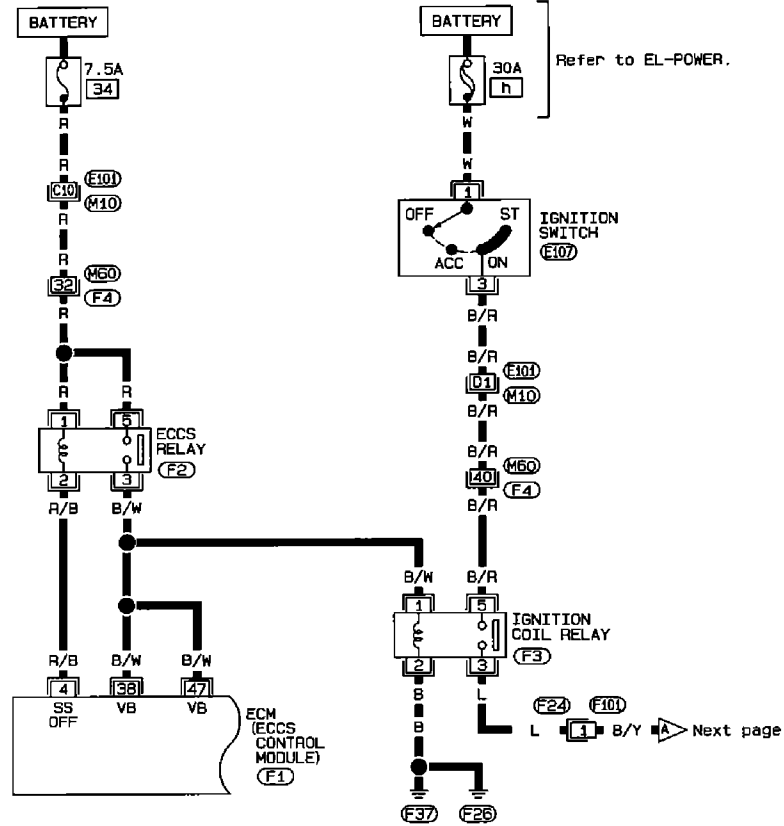 BATTERY
BATTERY
Refer to EL-POWER.
7.5A
34
30A
h
R
W
R
W
C10
E101
M10
1
OFF
ST
IGNITION
SWITCH
E107
ACC
ON
R
R
32
M60
F4
3
R
B/R
B/R
D1
E101
M10
B/R
R
R
1
5
ECCS
RELAY
F2
2
3
B/R
40
M60
F4
B/R
R/B
B/W
B/W
B/R
1
5
IGNITION
COIL RELAY
F3
2
3
R/B
B/W
B/W
4
38
47
SS
OFF
VB
VB
ECM
(ECCS
CONTROL
MODULE)
F1
B
L
B
F24
F101
L
1
B/Y
A
Next page
F37
F26